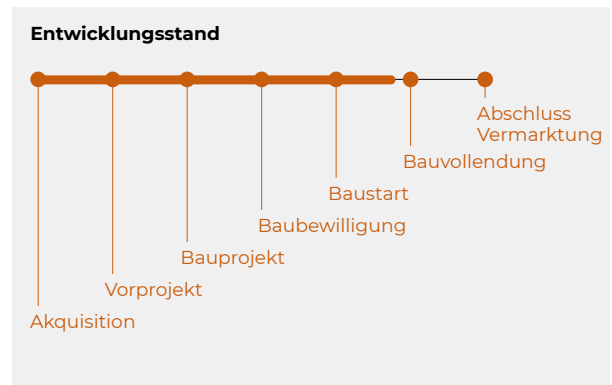 Entwicklungsstand
Abschluss
Vermarktung
Bauvollendung
Baustart
Baubewilligung
Bauprojekt
Vorprojekt
Akquisition